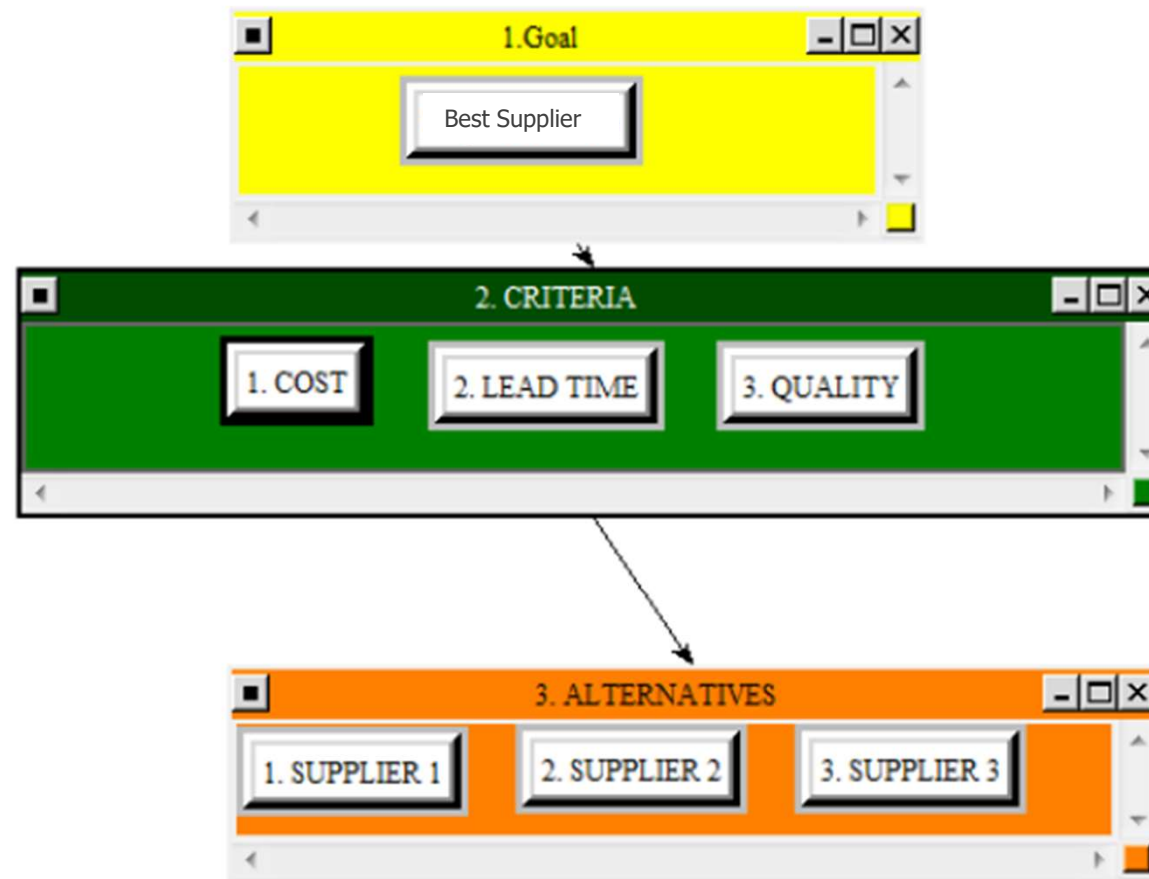 1.Goal
Best Supplier
2. CRITERIA
1. COST
2. LEAD TIME
3. QUALITY
3. ALTERNATIVES
1. SUPPLIER 1
2. SUPPLIER 2
3. SUPPLIER 3